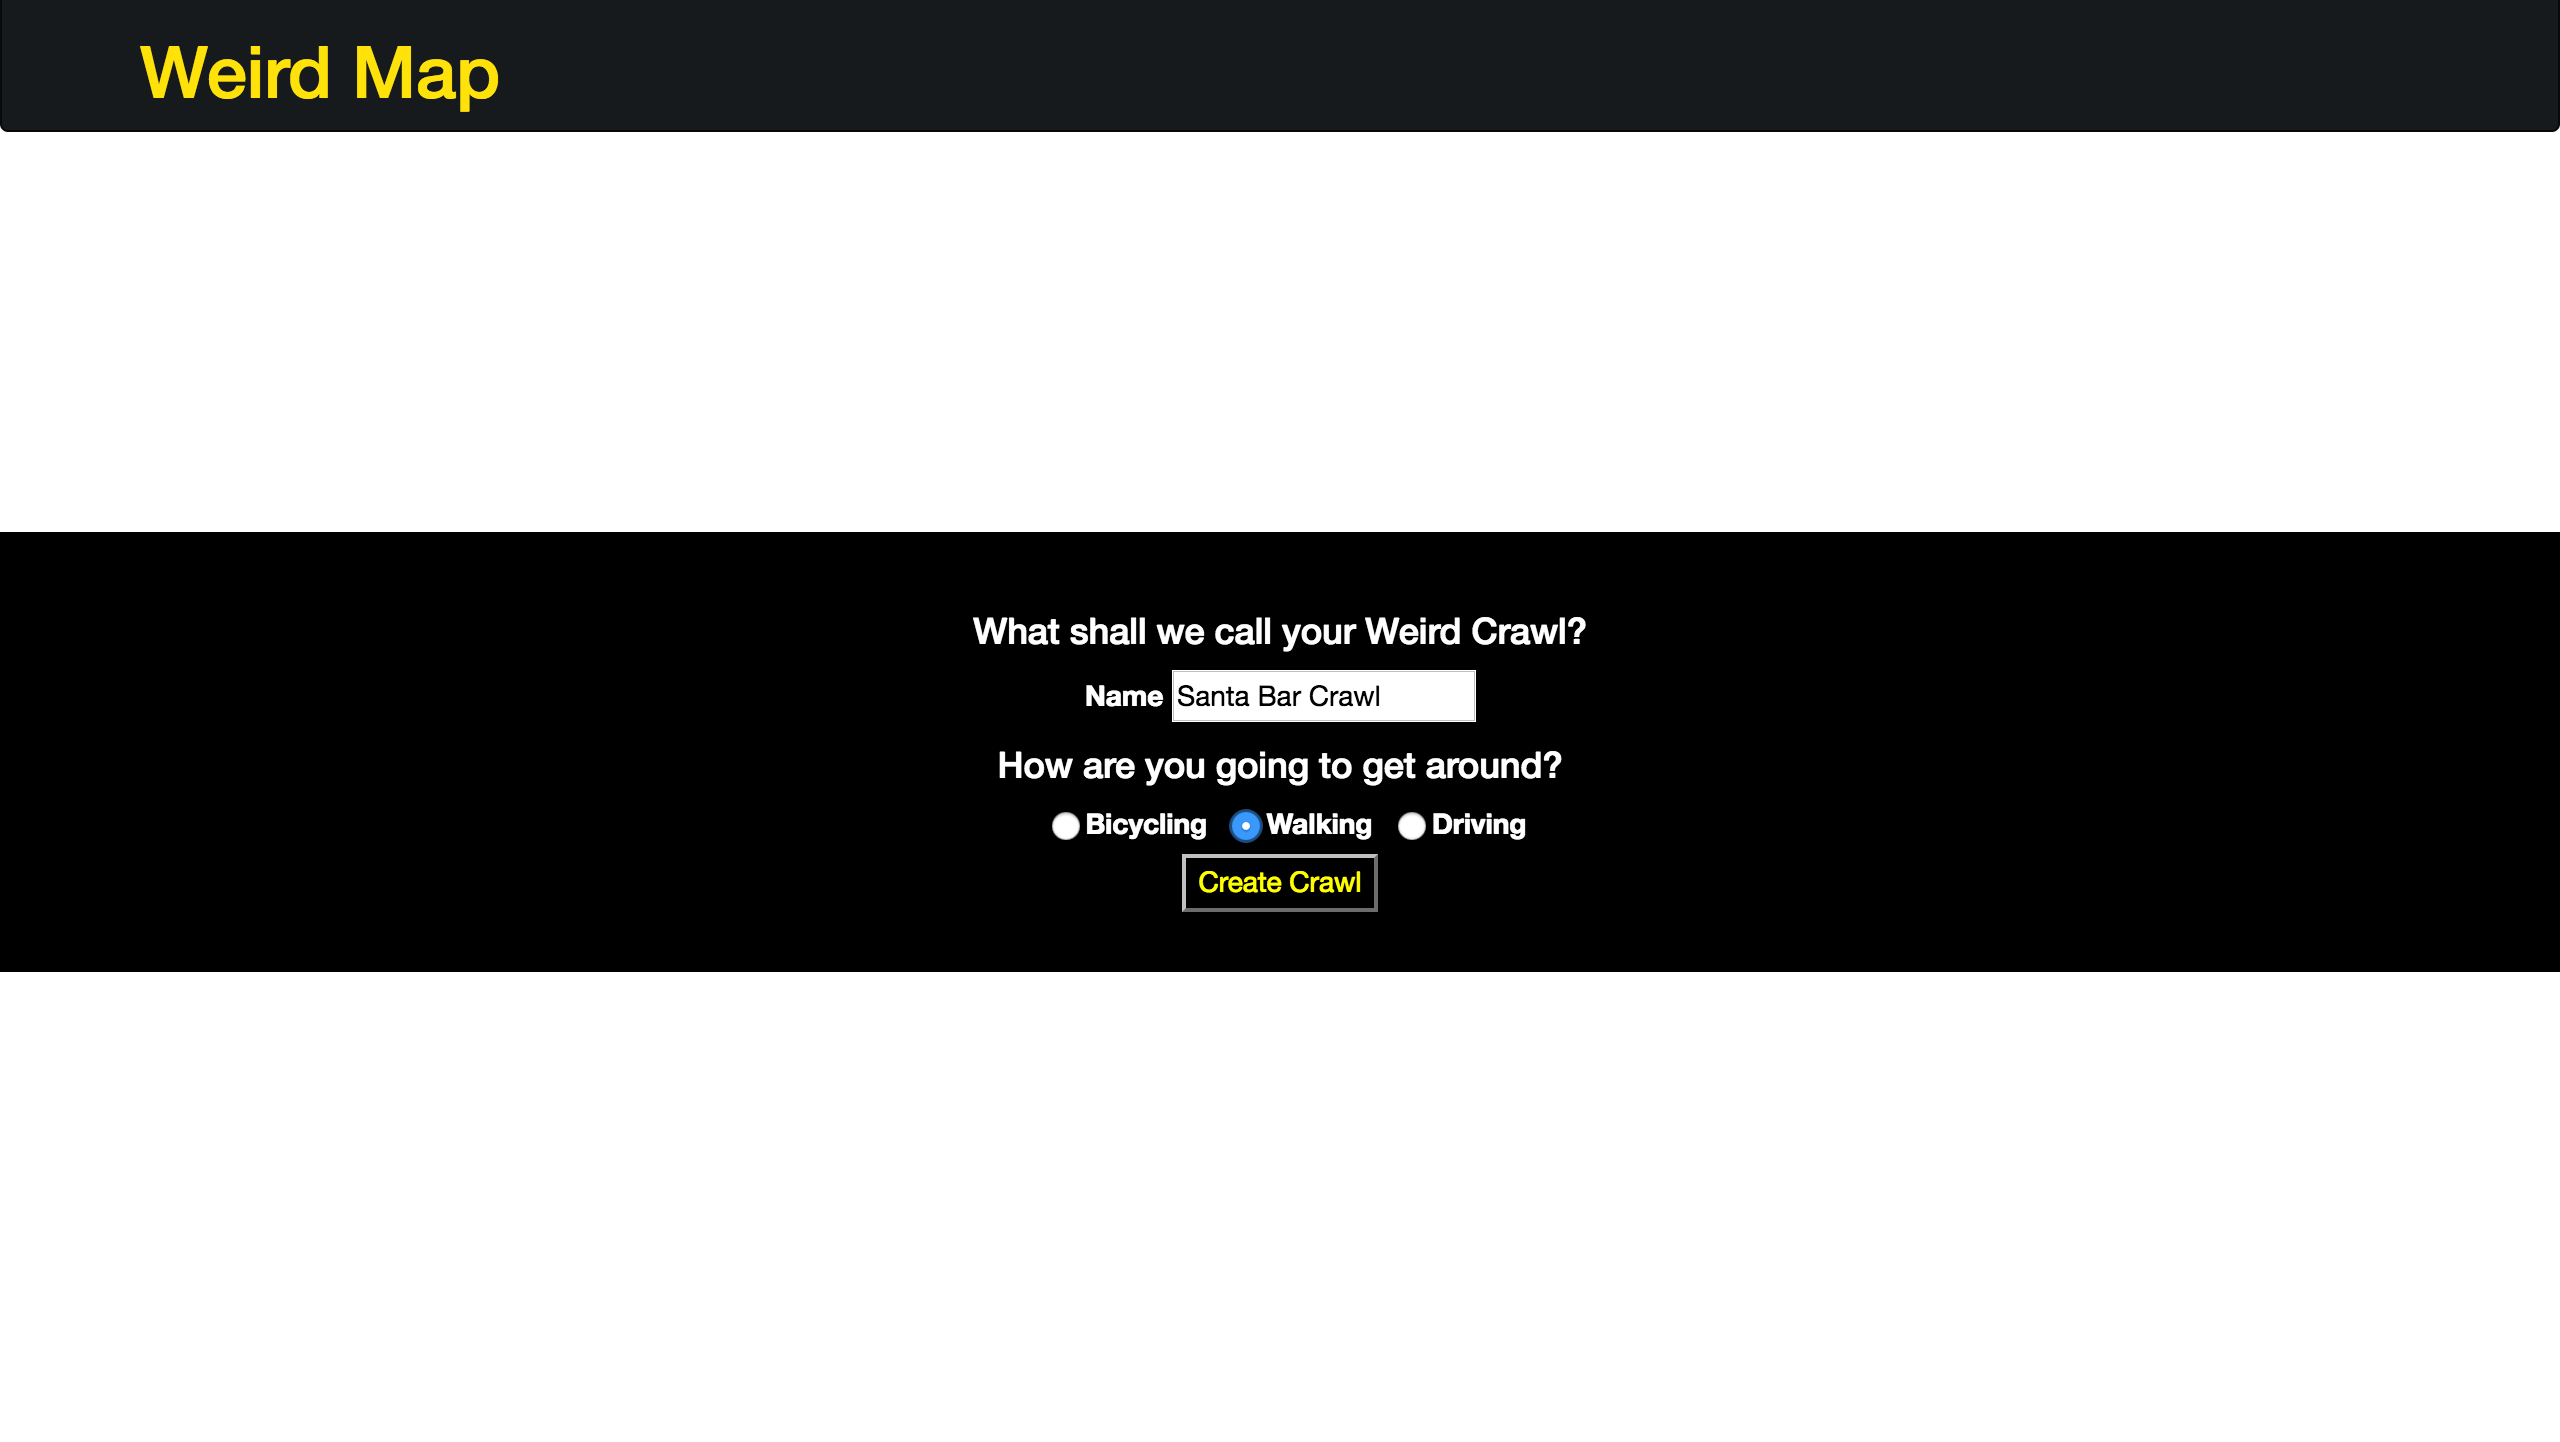 Weird Map
What shall we call your Weird Crawl?
Name Santa Bar Crawl
How are you going to get around?
Bicycling Walking Driving
Create Crawl